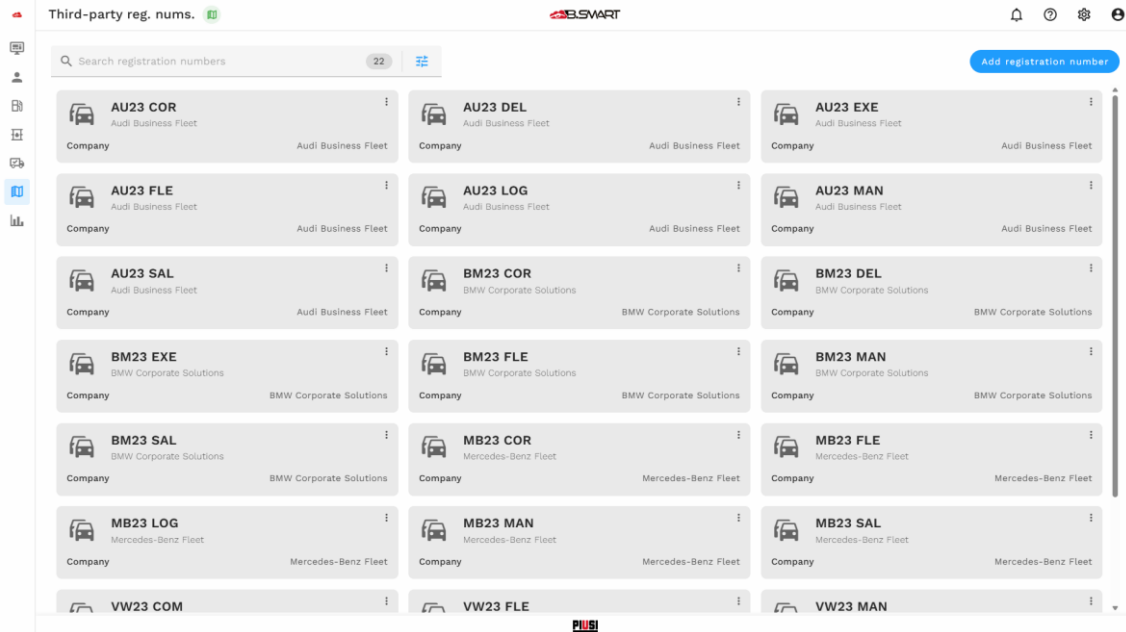 Third-party reg. nums.
B.SMART
Search registration numbers
22
Add registration number
AU23 COR
Audi Business Fleet
Company
Audi Business Fleet
AU23 DEL
Audi Business Fleet
Company
Audi Business Fleet
AU23 EXE
Audi Business Fleet
Company
Audi Business Fleet
AU23 FLE
Audi Business Fleet
Company
Audi Business Fleet
AU23 LOG
Audi Business Fleet
Company
Audi Business Fleet
AU23 MAN
Audi Business Fleet
Company
Audi Business Fleet
AU23 SAL
Audi Business Fleet
Company
Audi Business Fleet
BM23 COR
BMW Corporate Solutions
Company
BMW Corporate Solutions
BM23 DEL
BMW Corporate Solutions
Company
BMW Corporate Solutions
BM23 EXE
BMW Corporate Solutions
Company
BMW Corporate Solutions
BM23 FLE
BMW Corporate Solutions
Company
BMW Corporate Solutions
BM23 MAN
BMW Corporate Solutions
Company
BMW Corporate Solutions
BM23 SAL
BMW Corporate Solutions
Company
BMW Corporate Solutions
MB23 COR
Mercedes-Benz Fleet
Company
Mercedes-Benz Fleet
MB23 FLE
Mercedes-Benz Fleet
Company
Mercedes-Benz Fleet
MB23 LOG
Mercedes-Benz Fleet
Company
Mercedes-Benz Fleet
MB23 MAN
Mercedes-Benz Fleet
Company
Mercedes-Benz Fleet
MB23 SAL
Mercedes-Benz Fleet
Company
Mercedes-Benz Fleet
VW23 COM
VW23 FLE
VW23 MAN
PIUSI